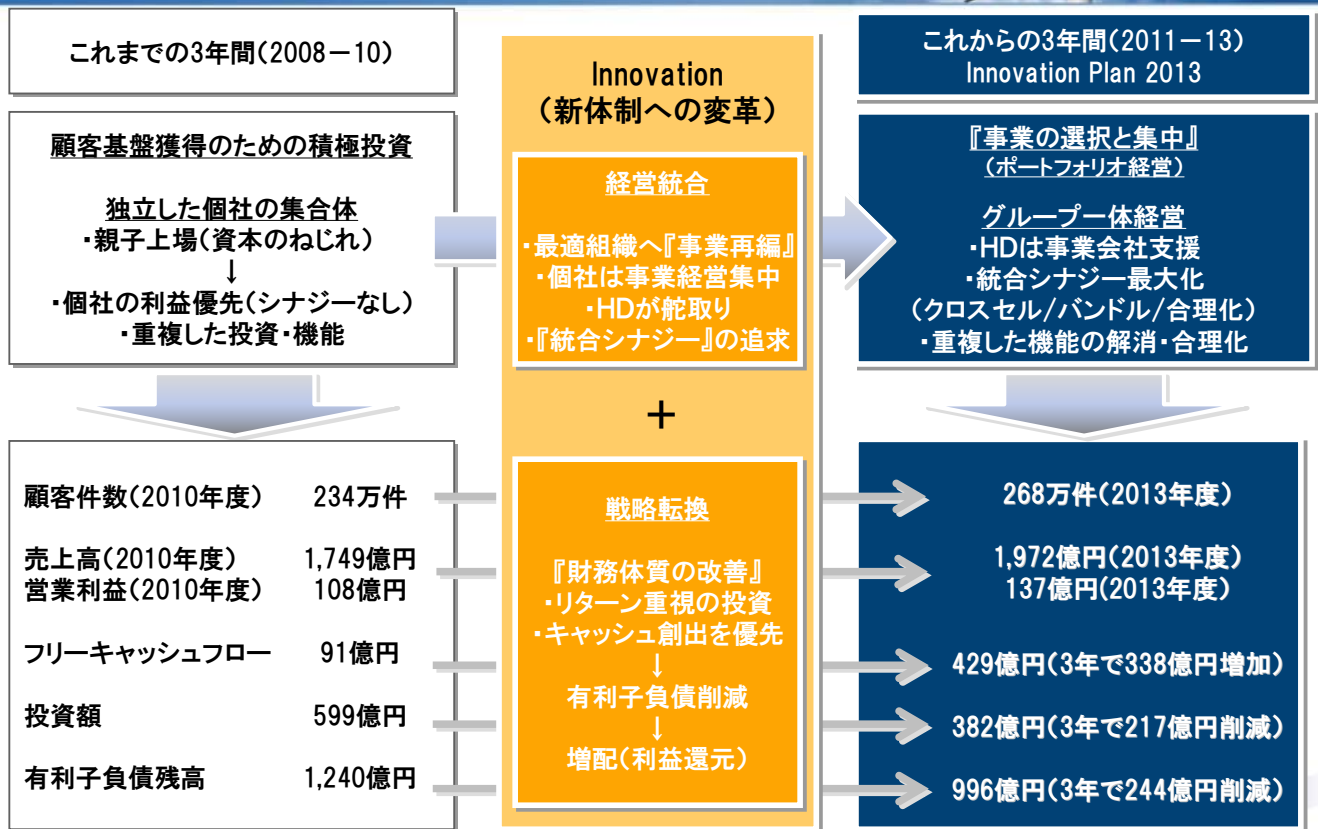 これまでの3年間(2008－10)
顧客基盤獲得のための積極投資
独立した個社の集合体
・親子上場(資本のねじれ)
↓
・個社の利益優先(シナジーなし)
・重複した投資・機能
顧客件数(2010年度) 234万件
売上高(2010年度) 1,749億円
営業利益(2010年度) 108億円
フリーキャッシュフロー 91億円
投資額 599億円
有利子負債残高 1,240億円
Innovation
(新体制への変革)
経営統合
・最適組織へ『事業再編』
・個社は事業経営集中
・HDが舵取り
・『統合シナジー』の追求
＋
戦略転換
『財務体質の改善』
・リターン重視の投資
・キャッシュ創出を優先
↓
有利子負債削減
↓
増配(利益還元)
これからの3年間(2011－13)
Innovation Plan 2013
『事業の選択と集中』
(ポートフォリオ経営)
グループ一体経営
・HDは事業会社支援
・統合シナジー最大化
(クロスセル/バンドル/合理化)
・重複した機能の解消・合理化
268万件(2013年度)
1,972億円(2013年度)
137億円(2013年度)
429億円(3年で338億円増加)
382億円(3年で217億円削減)
996億円(3年で244億円削減)